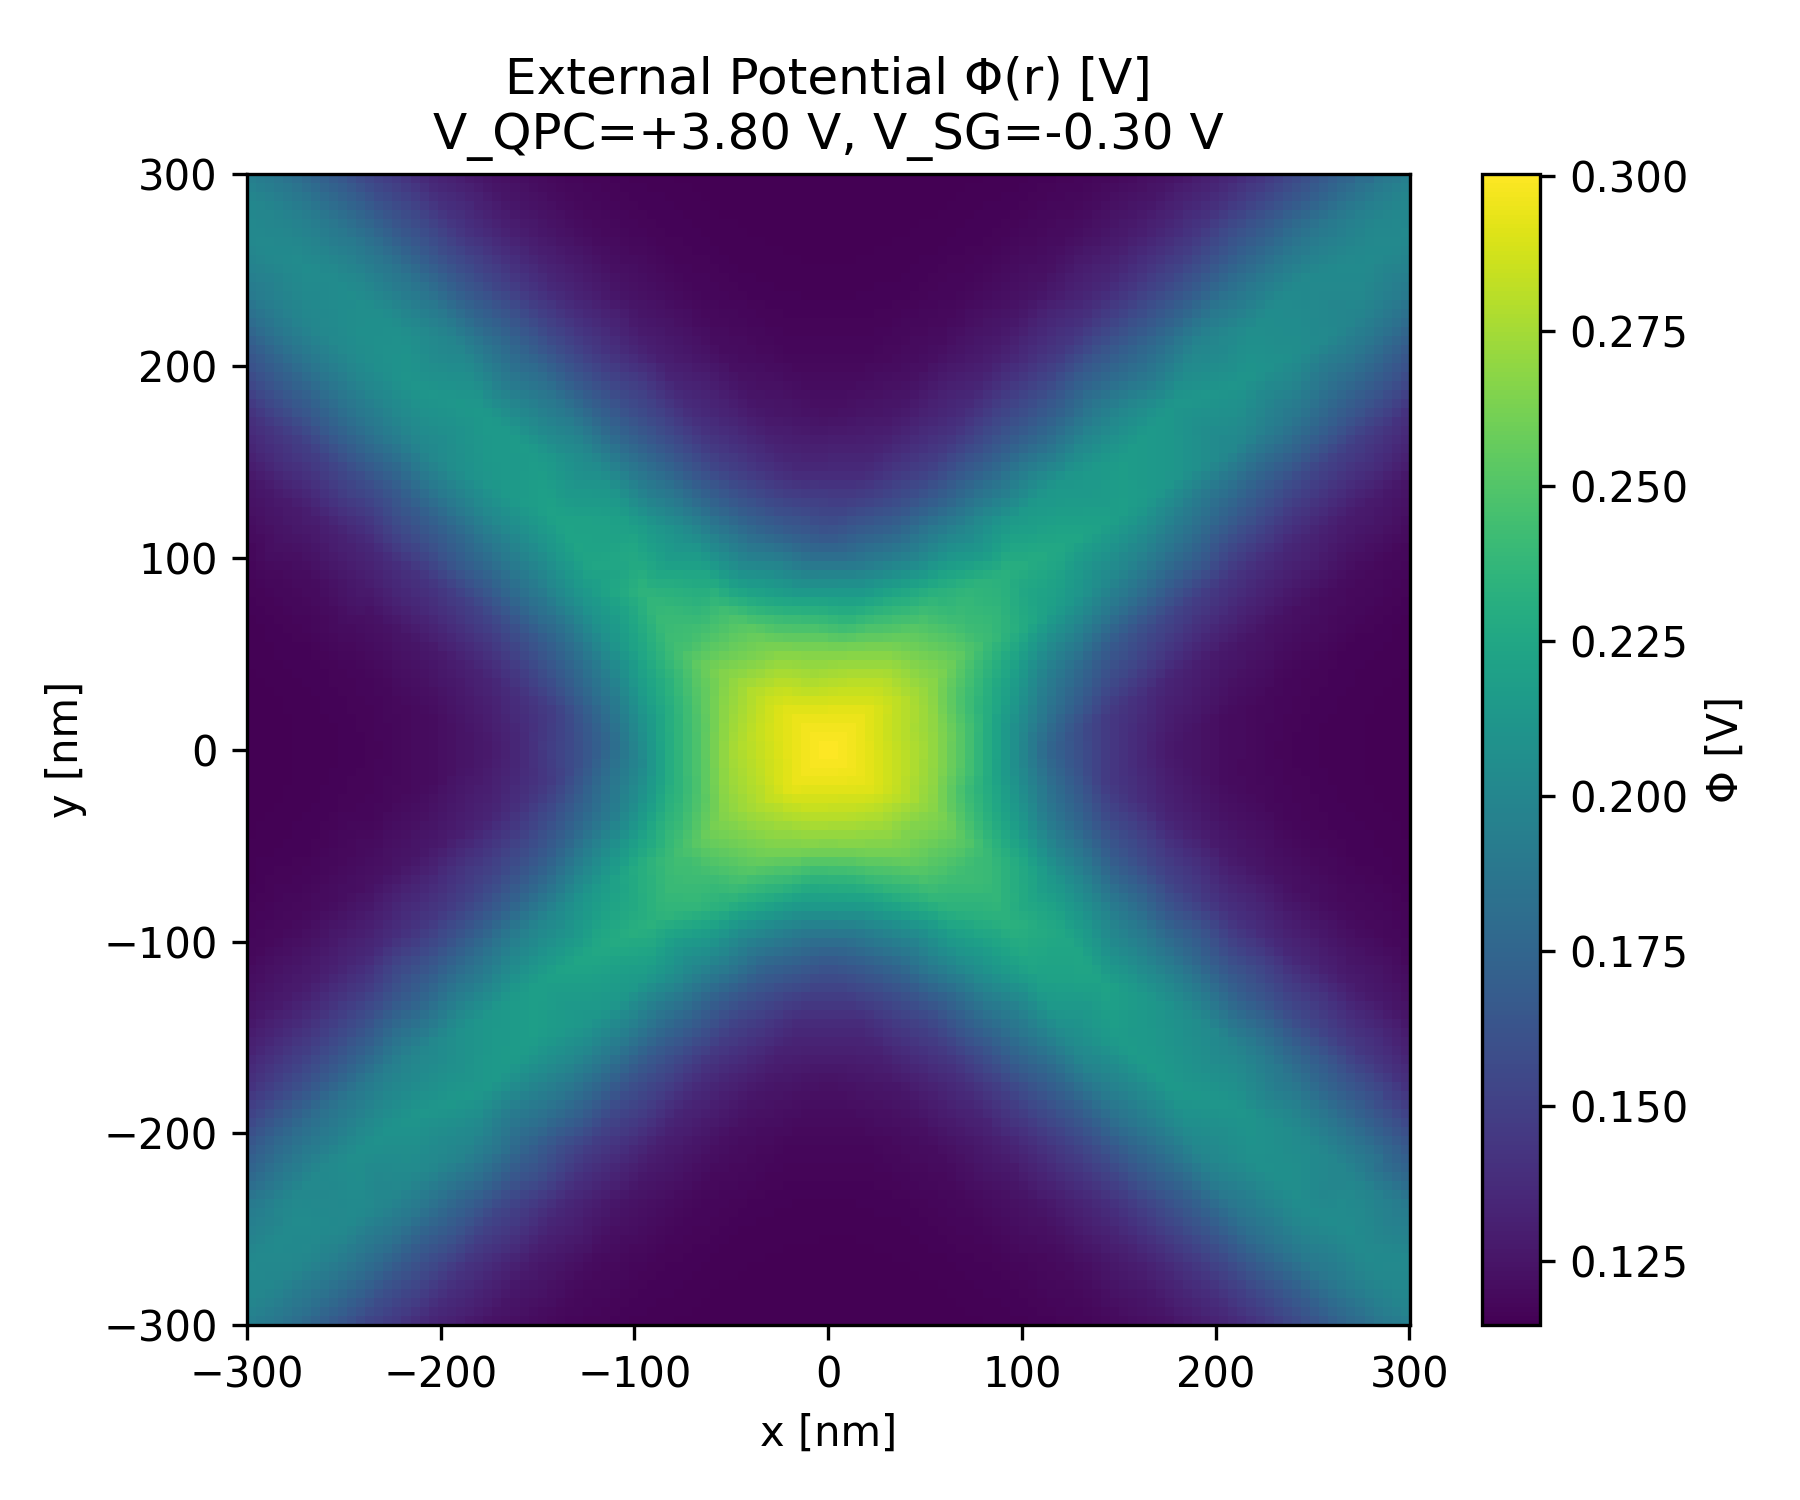 External Potential Φ(r) [V]
V_QPC=+3.80 V, V_SG=-0.30 V
300
200
100
0
−100
−200
−300
y [nm]
−300 −200 −100 0 100 200 300
x [nm]
0.300
0.275
0.250
0.225
0.200
0.175
0.150
0.125
Φ [V]